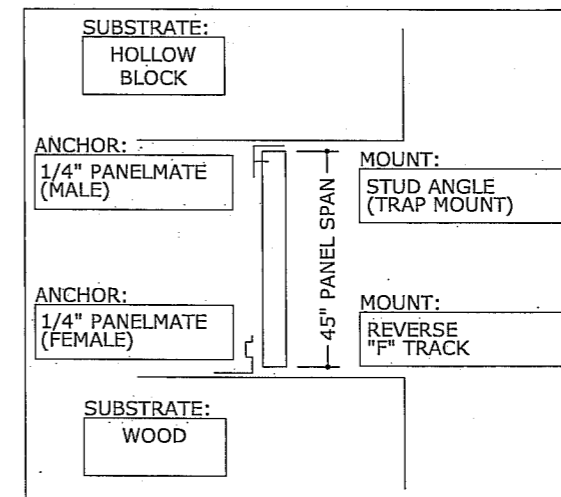 SUBSTRATE:
HOLLOW
BLOCK
ANCHOR:
1/4" PANELMATE
(MALE)
MOUNT:
STUD ANGLE
(TRAP MOUNT)
45" PANEL SPAN
ANCHOR:
1/4" PANELMATE
(FEMALE)
MOUNT:
REVERSE
"F" TRACK
SUBSTRATE:
WOOD